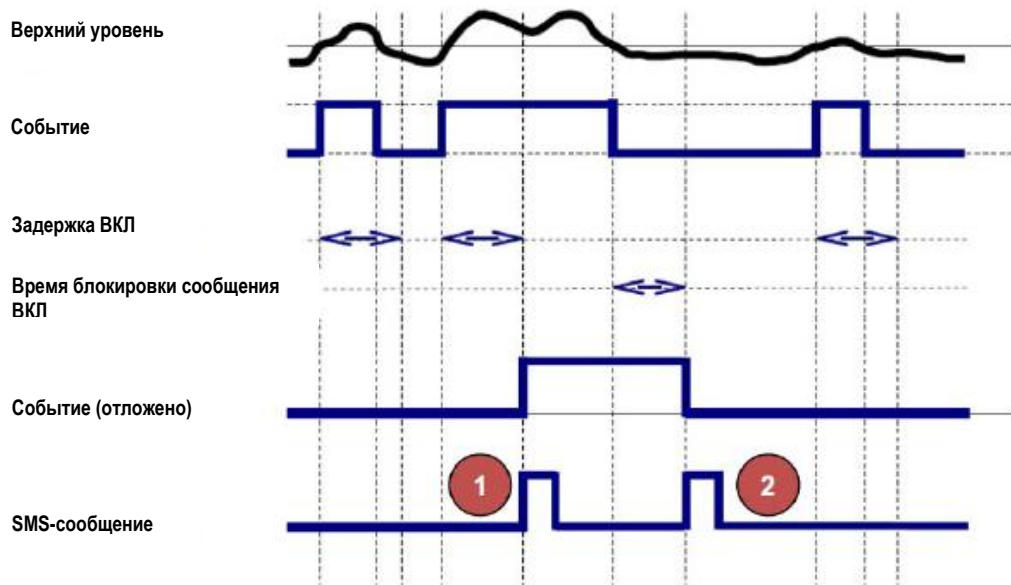 Верхний уровень
Событие
Задержка ВКЛ
Время блокировки сообщения
ВКЛ
Событие (отложено)
1
2
SMS-сообщение